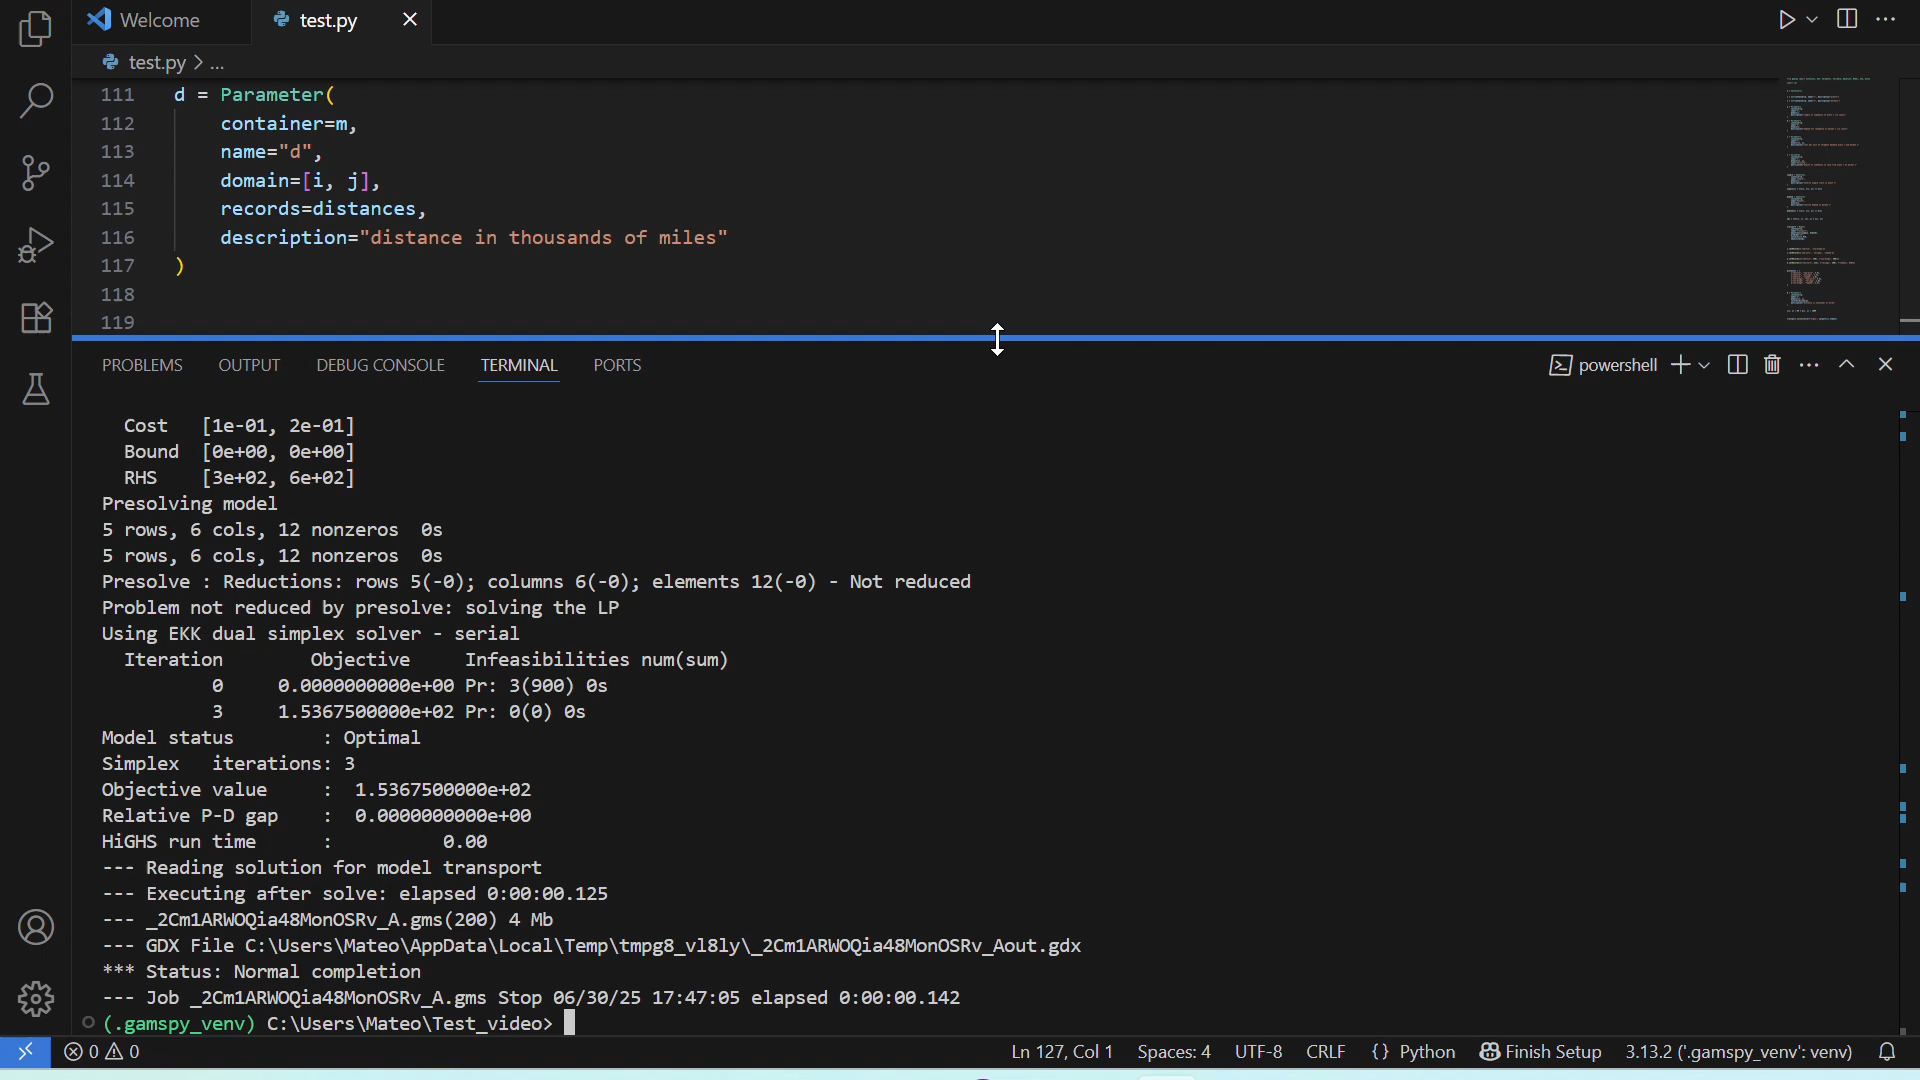 Welcome
test.py
test.py > ...
111 d = Parameter(
112 container=m,
113 name="d",
114 domain=[i, j],
115 records=distances,
116 description="distance in thousands of miles"
117 )
118
119
PROBLEMS OUTPUT DEBUG CONSOLE TERMINAL PORTS
powershell
Cost [1e-01, 2e-01]
Bound [0e+00, 0e+00]
RHS [3e+02, 6e+02]
Presolving model
5 rows, 6 cols, 12 nonzeros 0s
5 rows, 6 cols, 12 nonzeros 0s
Presolve : Reductions: rows 5(-0); columns 6(-0); elements 12(-0) - Not reduced
Problem not reduced by presolve: solving the LP
Using EKK dual simplex solver - serial
Iteration Objective Infeasibilities num(sum)
0 0.0000000000e+00 Pr: 3(900) 0s
3 1.5367500000e+02 Pr: 0(0) 0s
Model status : Optimal
Simplex iterations: 3
Objective value : 1.5367500000e+02
Relative P-D gap : 0.0000000000e+00
HiGHS run time : 0.00
--- Reading solution for model transport
--- Executing after solve: elapsed 0:00:00.125
--- _2Cm1ARWOQia48MonOSRv_A.gms(200) 4 Mb
--- GDX File C:\Users\Mateo\AppData\Local\Temp\tmpg8_vl8ly\_2Cm1ARWOQia48MonOSRv_Aout.gdx
*** Status: Normal completion
--- Job _2Cm1ARWOQia48MonOSRv_A.gms Stop 06/30/25 17:47:05 elapsed 0:00:00.142
(.gamspy_venv) C:\Users\Mateo\Test_video>
0 0 Ln 127, Col 1 Spaces: 4 UTF-8 CRLF {} Python Finish Setup 3.13.2 ('.gamspy_venv': venv)